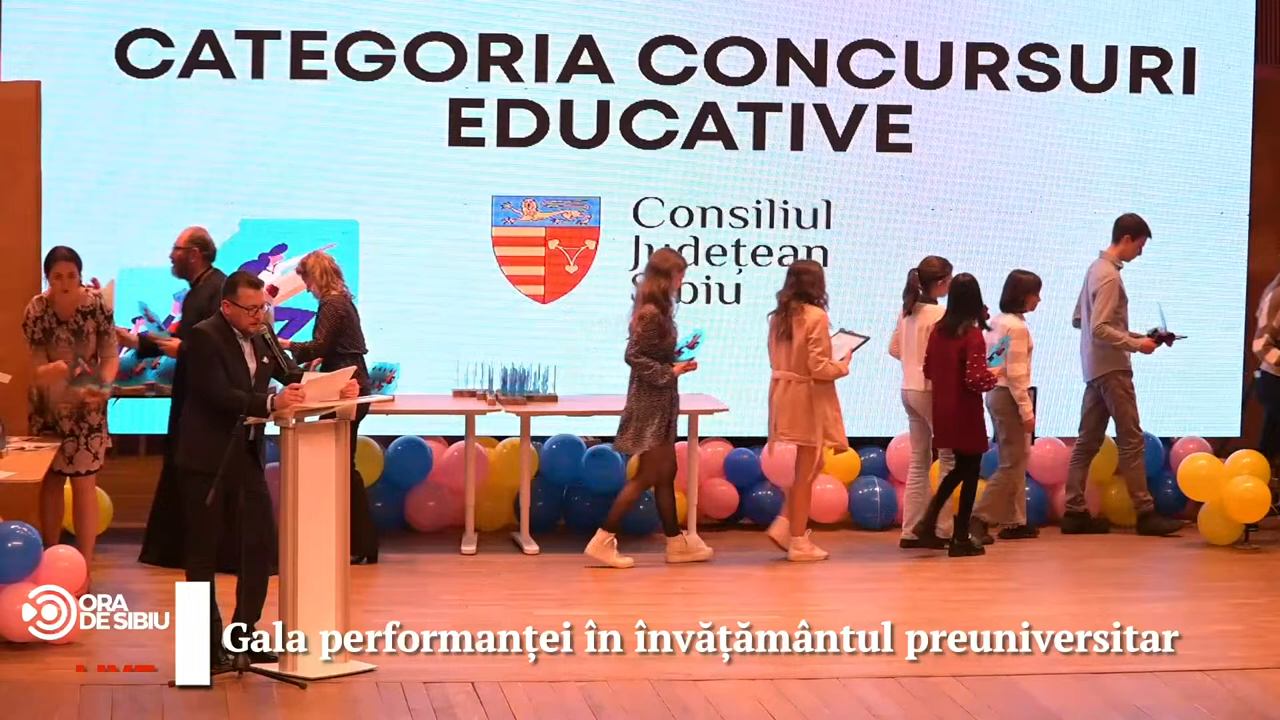 CATEGORIA CONCURSURI
EDUCATIVE
Consiliul
Județean
Sibiu
ORA
DE SIBIU
Gala performanței în învățământul preuniversitar